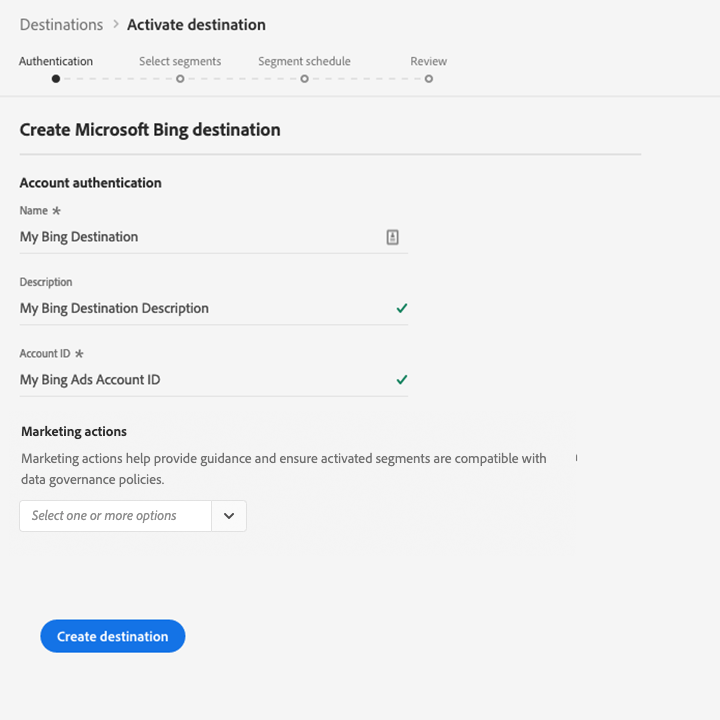 Destinations > Activate destination
Authentication Select segments Segment schedule Review
Create Microsoft Bing destination
Account authentication
Name *
My Bing Destination
Description
My Bing Destination Description
Account ID *
My Bing Ads Account ID
Marketing actions
Marketing actions help provide guidance and ensure activated segments are compatible with
data governance policies.
Select one or more options
Create destination